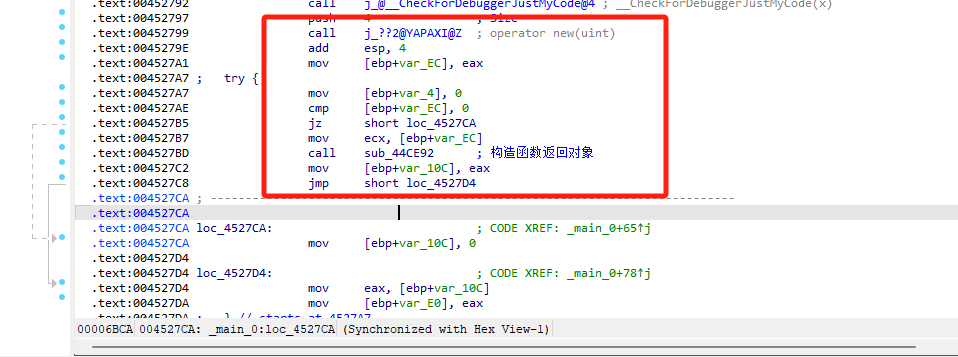 .text:00452792 call j_@__CheckForDebuggerJustMyCode@4 ; __CheckForDebuggerJustMyCode(x)
.text:00452797 push 4 ; Size
.text:00452799 call j_??2@YAPAXI@Z ; operator new(uint)
.text:0045279E add esp, 4
.text:004527A1 mov [ebp+var_EC], eax
.text:004527A7 ; try {
.text:004527A7 mov [ebp+var_4], 0
.text:004527AE cmp [ebp+var_EC], 0
.text:004527B5 jz short loc_4527CA
.text:004527B7 mov ecx, [ebp+var_EC]
.text:004527BD call sub_44CE92 ; 构造函数返回对象
.text:004527C2 mov [ebp+var_10C], eax
.text:004527C8 jmp short loc_4527D4
.text:004527CA ; ---------------------------------------------------------------------------
.text:004527CA
.text:004527CA loc_4527CA: ; CODE XREF: _main_0+65↑j
.text:004527CA mov [ebp+var_10C], 0
.text:004527D4
.text:004527D4 loc_4527D4: ; CODE XREF: _main_0+78↑j
.text:004527D4 mov eax, [ebp+var_10C]
.text:004527DA mov [ebp+var_E0], eax
.text:004527DA ; } // starts at 4527A7
00006BCA 004527CA: _main_0:loc_4527CA (Synchronized with Hex View-1)